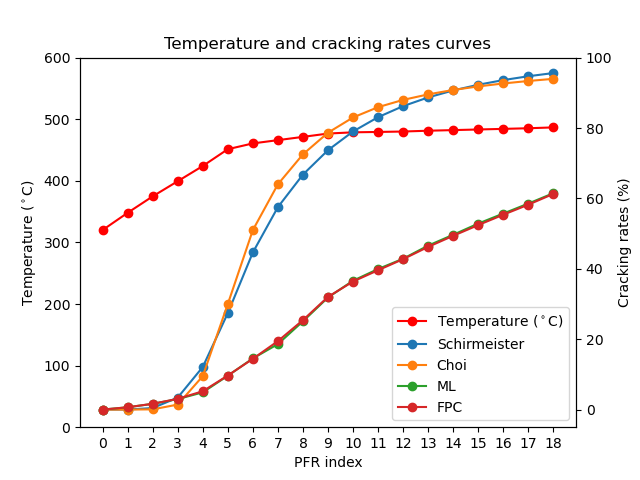 Temperature and cracking rates curves
600
500
400
300
200
100
0
Temperature (°C)
100
80
60
40
20
0
Cracking rates (%)
Temperature (°C)
Schirmeister
Choi
ML
FPC
0 1 2 3 4 5 6 7 8 9 10 11 12 13 14 15 16 17 18
PFR index